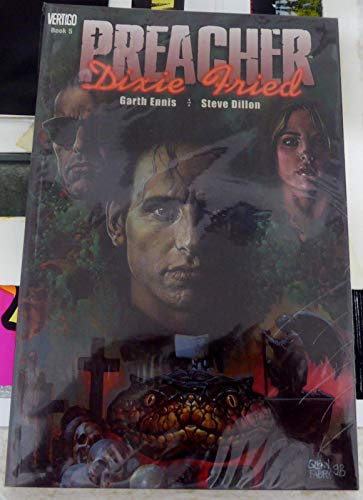 VERTIGO
Book 5
PREACHER
Dixie Fried
Garth Ennis
Steve Dillon
GLENN
FABRY 98